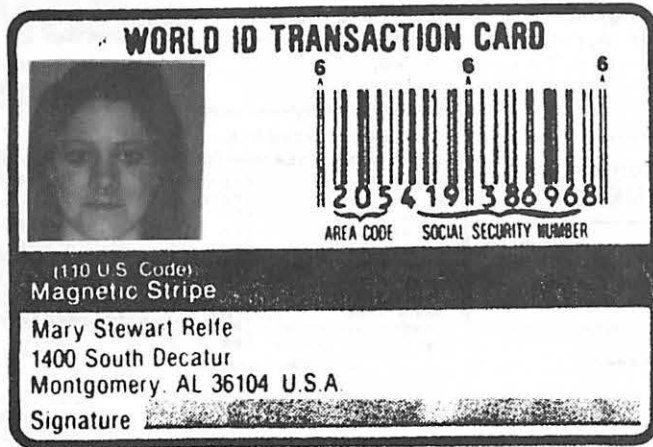 WORLD ID TRANSACTION CARD
6 6 6
205419386968
AREA CODE SOCIAL SECURITY NUMBER
(110 U.S. Code)
Magnetic Stripe
Mary Stewart Relfe
1400 South Decatur
Montgomery. AL 36104 U.S.A.
Signature